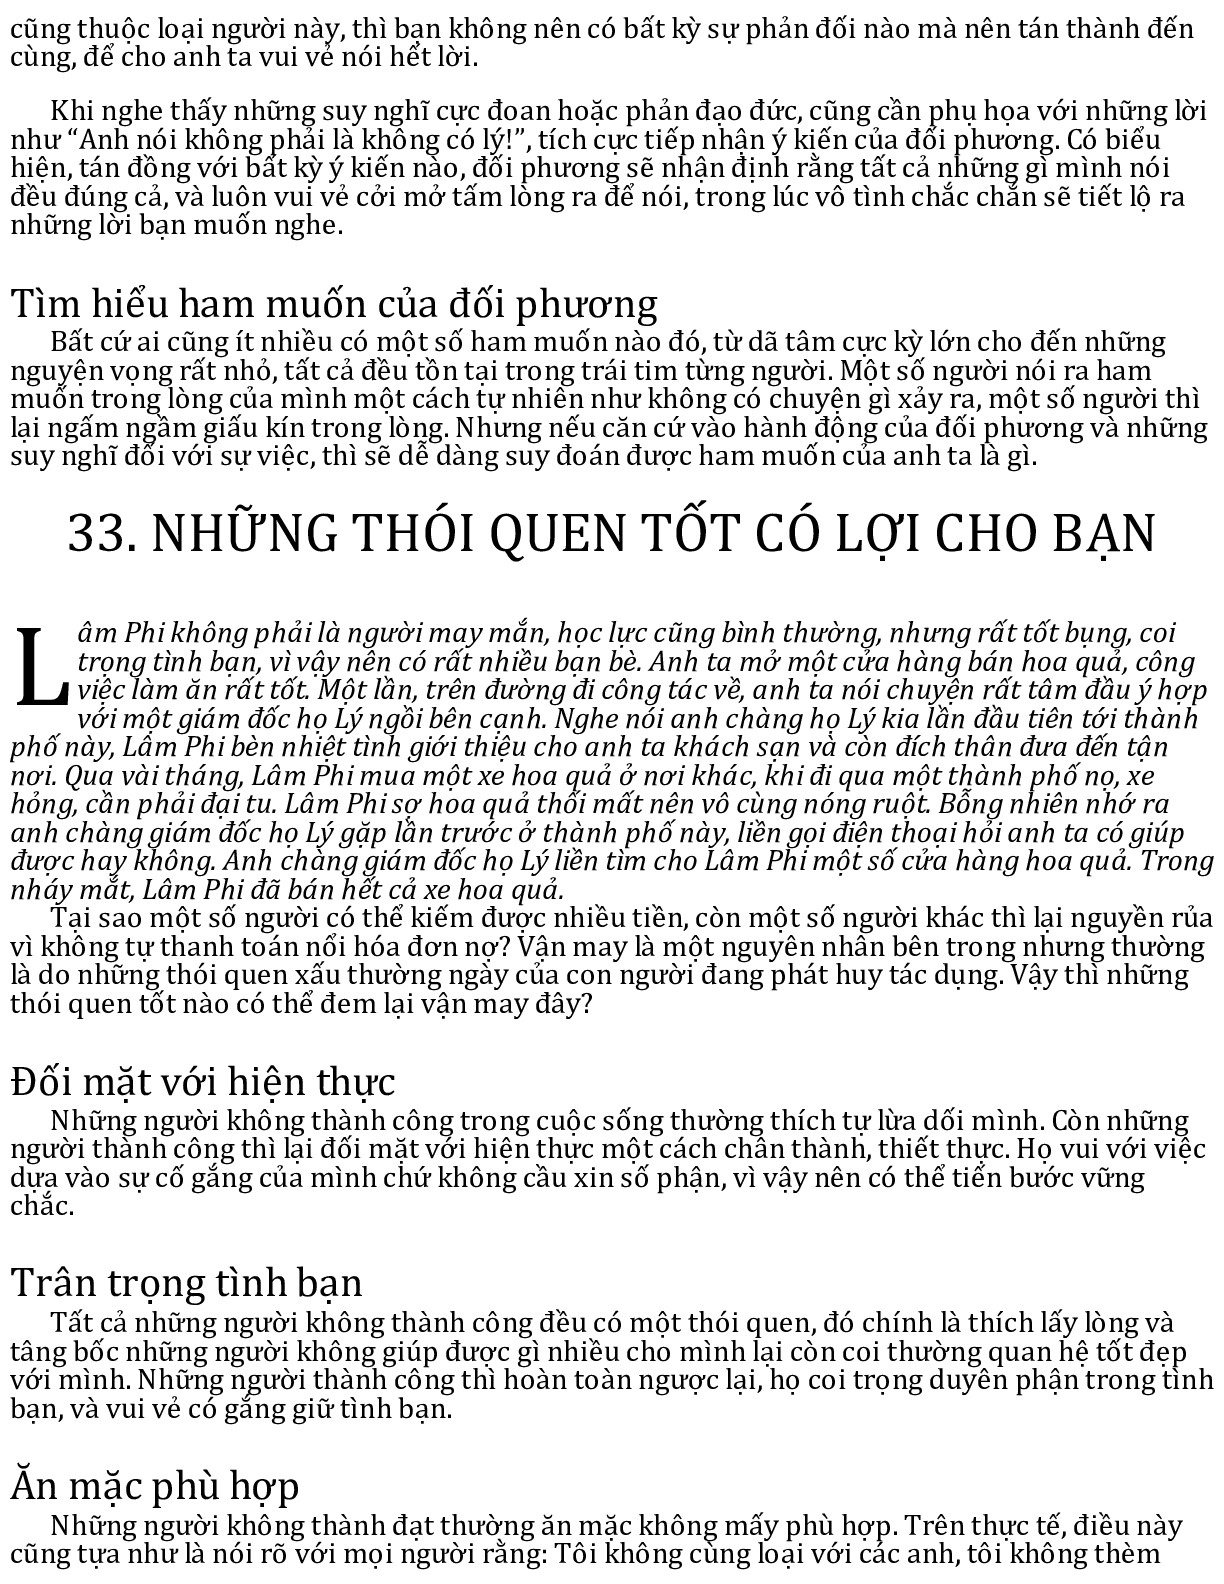 cũng thuộc loại người này, thì bạn không nên có bất kỳ sự phản đối nào mà nên tán thành đến
cùng, để cho anh ta vui vẻ nói hết lời.
Khi nghe thấy những suy nghĩ cực đoan hoặc phản đạo đức, cũng cần phụ họa với những lời
như “Anh nói không phải là không có lý!”, tích cực tiếp nhận ý kiến của đối phương. Có biểu
hiện, tán đồng với bất kỳ ý kiến nào, đối phương sẽ nhận định rằng tất cả những gì mình nói
đều đúng cả, và luôn vui vẻ cởi mở tấm lòng ra để nói, trong lúc vô tình chắc chắn sẽ tiết lộ ra
những lời bạn muốn nghe.
Tìm hiểu ham muốn của đối phương
Bất cứ ai cũng ít nhiều có một số ham muốn nào đó, từ dã tâm cực kỳ lớn cho đến những
nguyện vọng rất nhỏ, tất cả đều tồn tại trong trái tim từng người. Một số người nói ra ham
muốn trong lòng của mình một cách tự nhiên như không có chuyện gì xảy ra, một số người thì
lại ngấm ngầm giấu kín trong lòng. Nhưng nếu căn cứ vào hành động của đối phương và những
suy nghĩ đối với sự việc, thì sẽ dễ dàng suy đoán được ham muốn của anh ta là gì.
33. NHỮNG THÓI QUEN TỐT CÓ LỢI CHO BẠN
Lâm Phi không phải là người may mắn, học lực cũng bình thường, nhưng rất tốt bụng, coi
trọng tình bạn, vì vậy nên có rất nhiều bạn bè. Anh ta mở một cửa hàng bán hoa quả, công
việc làm ăn rất tốt. Một lần, trên đường đi công tác về, anh ta nói chuyện rất tâm đầu ý hợp
với một giám đốc họ Lý ngồi bên cạnh. Nghe nói anh chàng họ Lý kia lần đầu tiên tới thành
phố này, Lâm Phi bèn nhiệt tình giới thiệu cho anh ta khách sạn và còn đích thân đưa đến tận
nơi. Qua vài tháng, Lâm Phi mua một xe hoa quả ở nơi khác, khi đi qua một thành phố nọ, xe
hỏng, cần phải đại tu. Lâm Phi sợ hoa quả thối mất nên vô cùng nóng ruột. Bỗng nhiên nhớ ra
anh chàng giám đốc họ Lý gặp lần trước ở thành phố này, liền gọi điện thoại hỏi anh ta có giúp
được hay không. Anh chàng giám đốc họ Lý liền tìm cho Lâm Phi một số cửa hàng hoa quả. Trong
nháy mắt, Lâm Phi đã bán hết cả xe hoa quả.
Tại sao một số người có thể kiếm được nhiều tiền, còn một số người khác thì lại nguyền rủa
vì không tự thanh toán nổi hóa đơn nợ? Vận may là một nguyên nhân bên trong nhưng thường
là do những thói quen xấu thường ngày của con người đang phát huy tác dụng. Vậy thì những
thói quen tốt nào có thể đem lại vận may đây?
Đối mặt với hiện thực
Những người không thành công trong cuộc sống thường thích tự lừa dối mình. Còn những
người thành công thì lại đối mặt với hiện thực một cách chân thành, thiết thực. Họ vui với việc
dựa vào sự cố gắng của mình chứ không cầu xin số phận, vì vậy nên có thể tiến bước vững
chắc.
Trân trọng tình bạn
Tất cả những người không thành công đều có một thói quen, đó chính là thích lấy lòng và
tâng bốc những người không giúp được gì nhiều cho mình lại còn coi thường quan hệ tốt đẹp
với mình. Những người thành công thì hoàn toàn ngược lại, họ coi trọng duyên phận trong tình
bạn, và vui vẻ có gắng giữ tình bạn.
Ăn mặc phù hợp
Những người không thành đạt thường ăn mặc không mấy phù hợp. Trên thực tế, điều này
cũng tựa như là nói rõ với mọi người rằng: Tôi không cùng loại với các anh, tôi không thèm